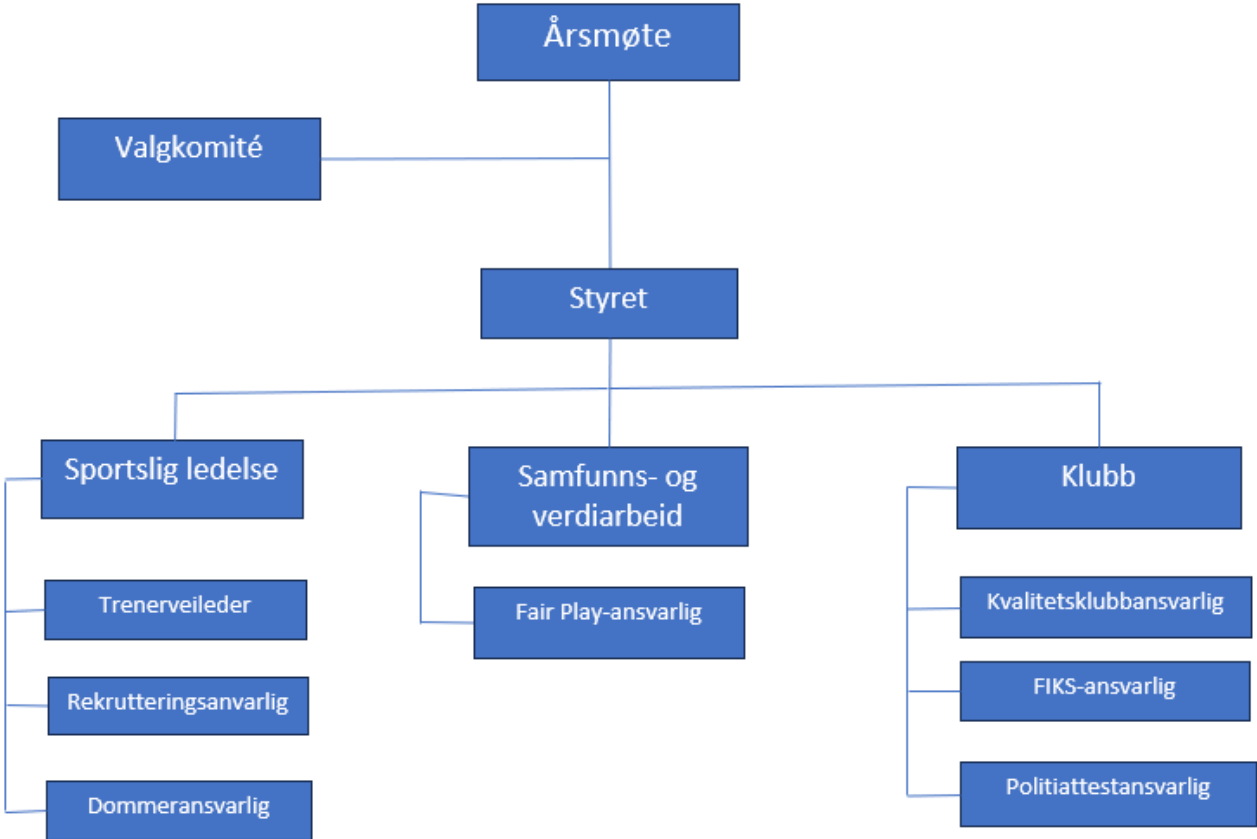 Årsmøte
Valgkomité
Styret
Sportslig ledelse
Trenerveileder
Rekrutteringsanvarlig
Dommeransvarlig
Samfunns- og
verdiarbeid
Fair Play-ansvarlig
Klubb
Kvalitetsklubbansvarlig
FIKS-ansvarlig
Politiattestansvarlig